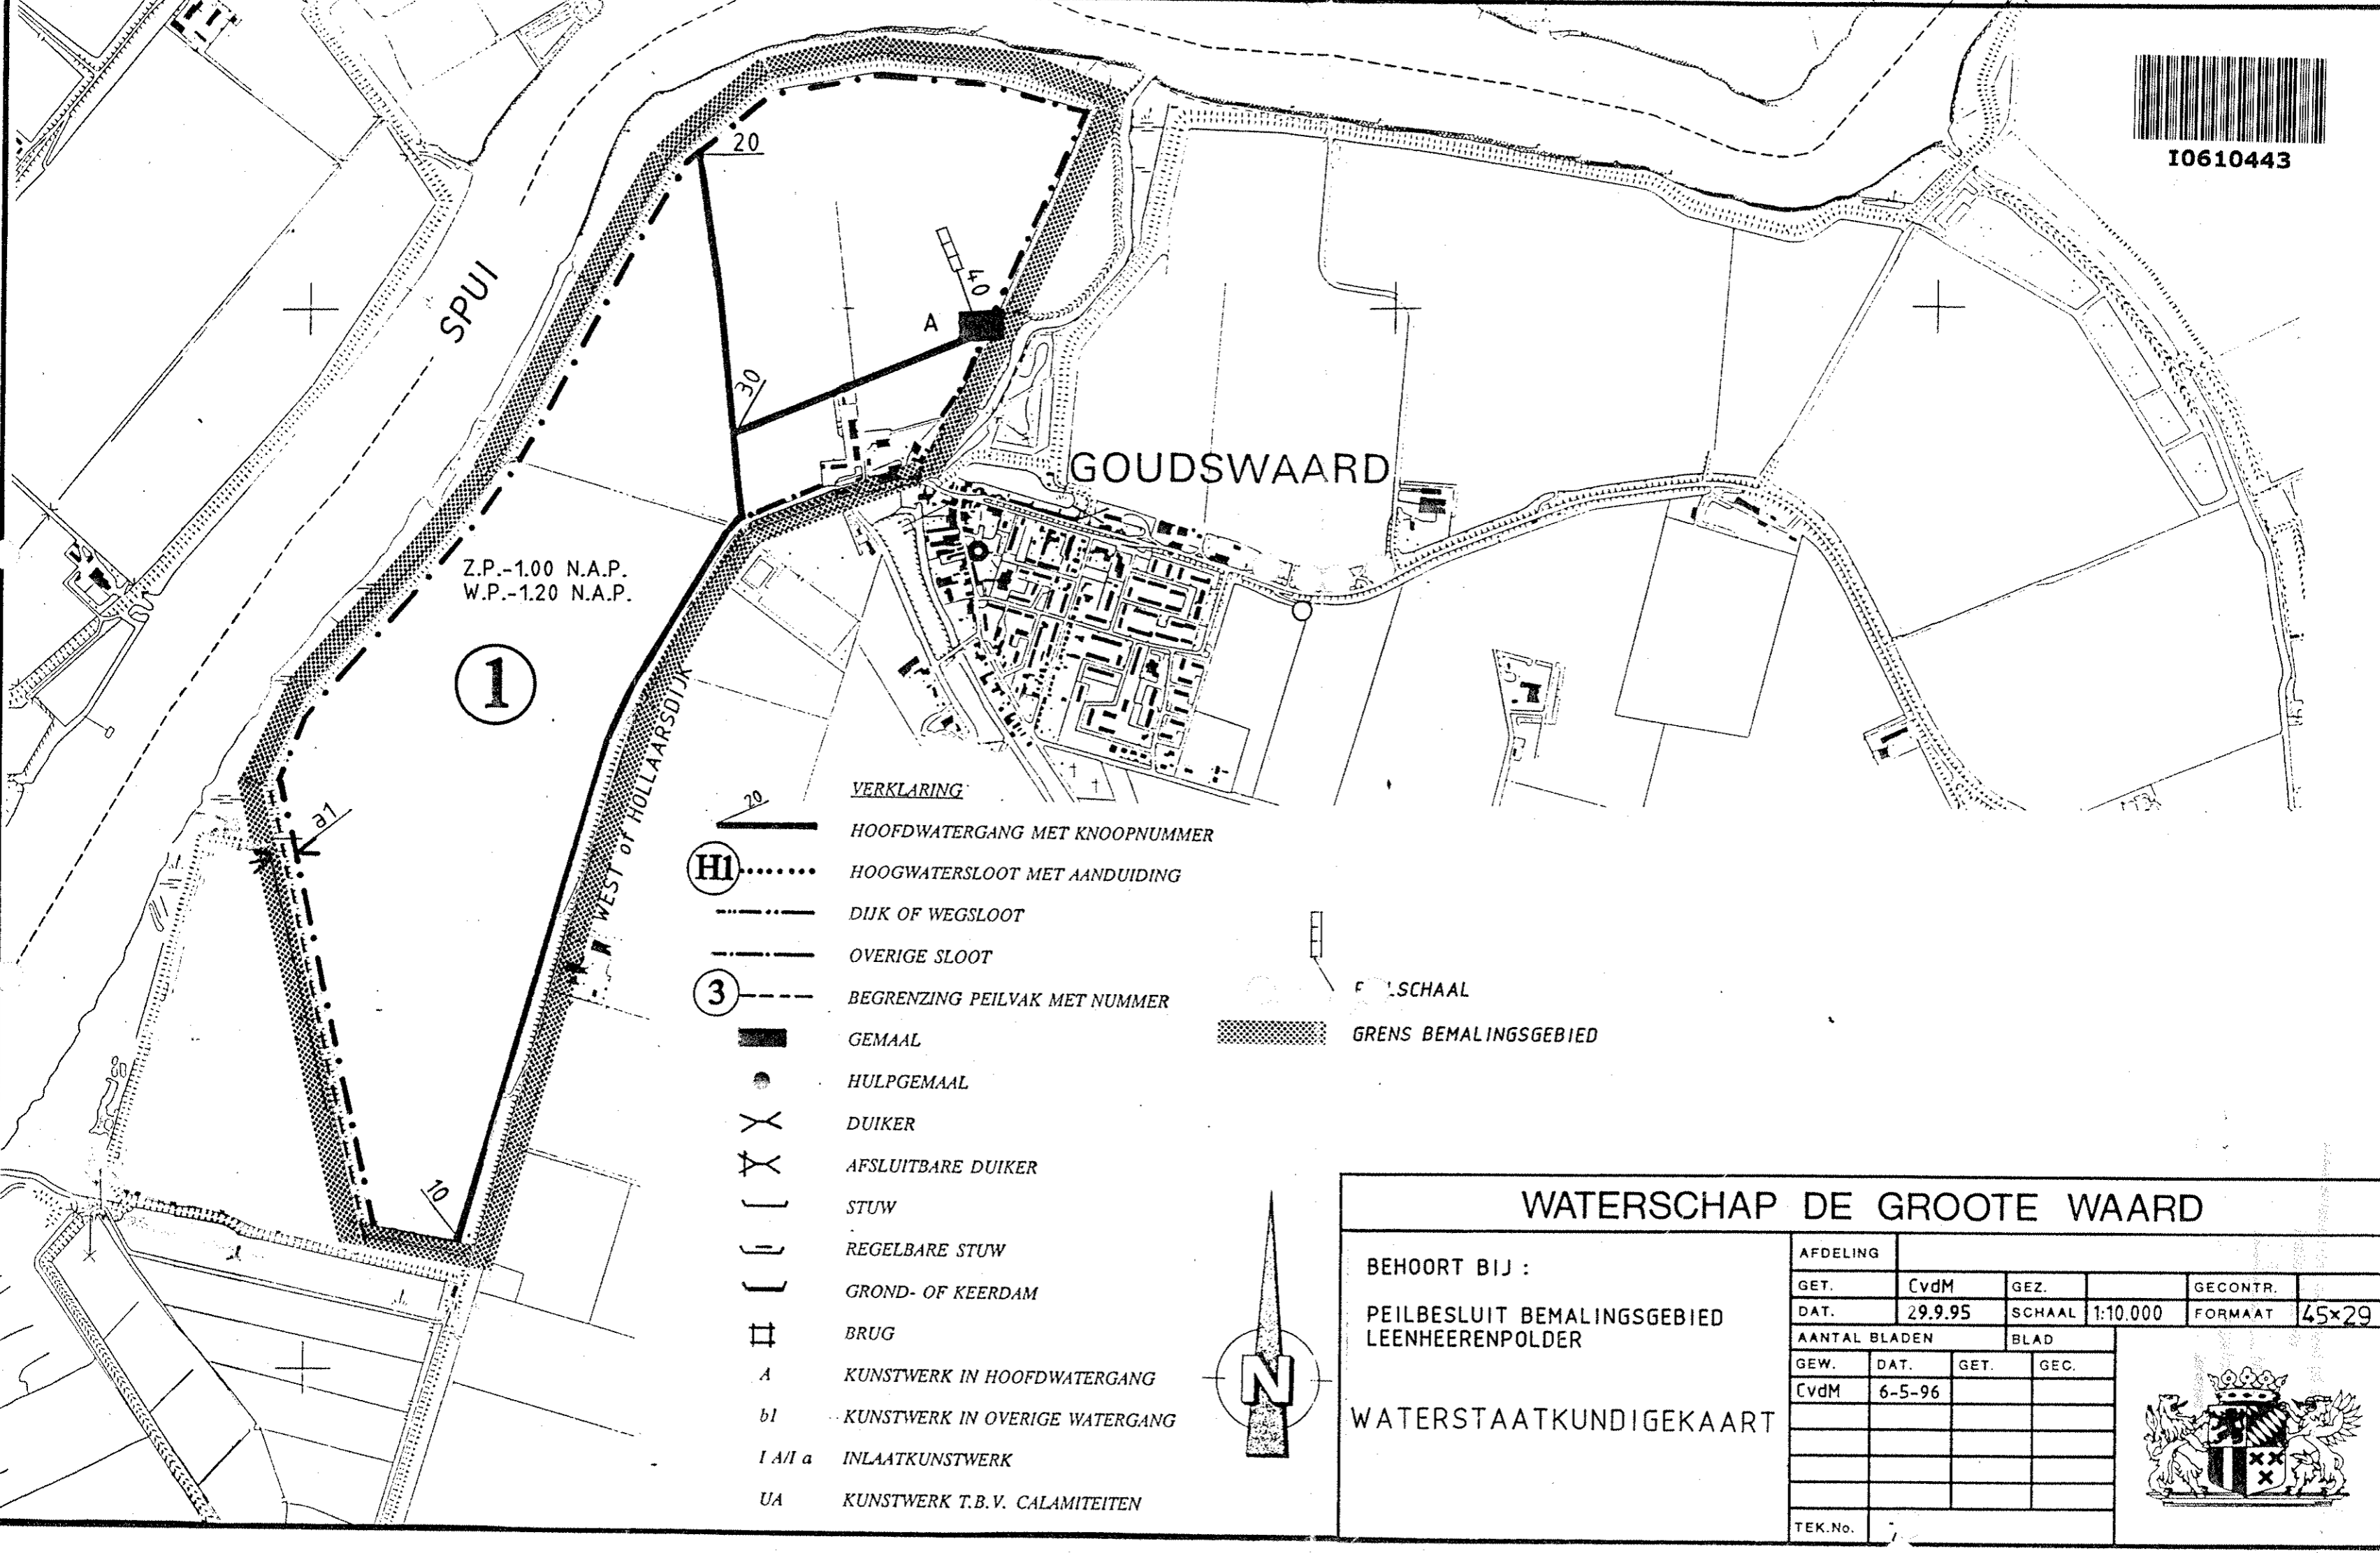 I0610443
20
SPUI
40
A
30
GOUDSWAARD
Z.P.-1.00 N.A.P.
W.P.-1.20 N.A.P.
1
WEST of HOLLAARSDIJK
a1
10
VERKLARING
20
HOOFDWATERGANG MET KNOOPNUMMER
H1 HOOGWATERSLOOT MET AANDUIDING
DIJK OF WEGSLOOT
OVERIGE SLOOT
3 BEGRENZING PEILVAK MET NUMMER
GEMAAL
HULPGEMAAL
DUIKER
AFSLUITBARE DUIKER
STUW
REGELBARE STUW
GROND- OF KEERDAM
BRUG
A KUNSTWERK IN HOOFDWATERGANG
b1 KUNSTWERK IN OVERIGE WATERGANG
I A/I a INLAATKUNSTWERK
UA KUNSTWERK T.B.V. CALAMITEITEN
GRENS BEMALINGSGEBIED
N
WATERSCHAP DE GROOTE WAARD
BEHOORT BIJ :
PEILBESLUIT BEMALINGSGEBIED
LEENHEERENPOLDER
WATERSTAATKUNDIGEKAART
AFDELING
GET. CvdM GEZ. GECONTR.
DAT. 29.9.95 SCHAAL 1:10.000 FORMAAT 45×29
AANTAL BLADEN BLAD
GEW. DAT. GET. GEC.
CvdM 6-5-96
TEK.No.